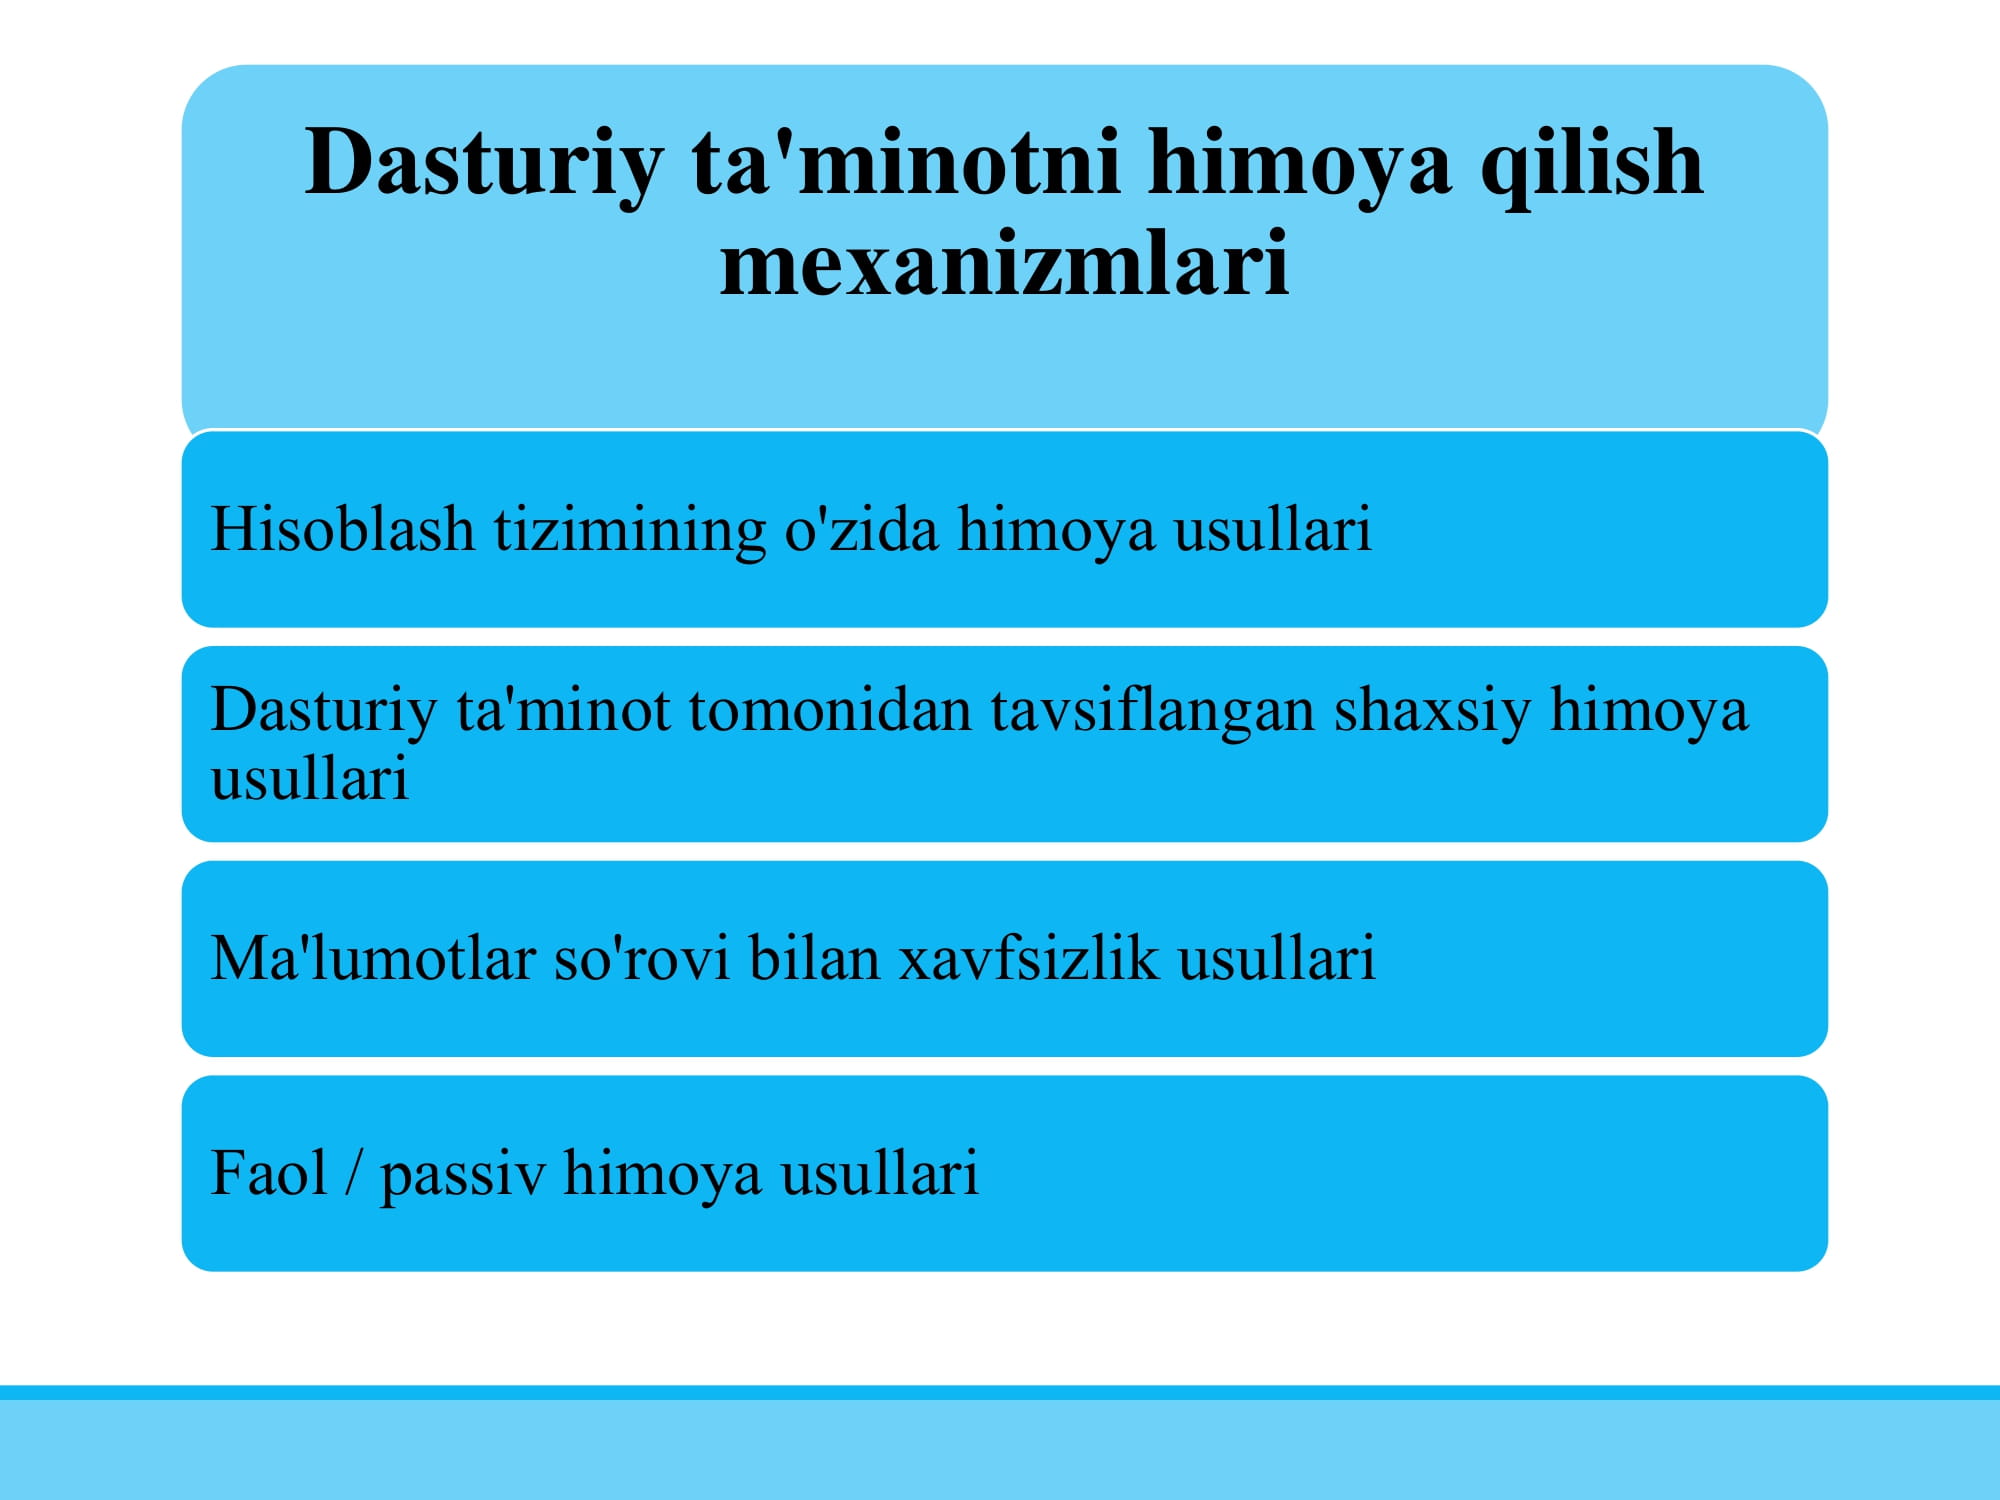 Dasturiy ta'minotni himoya qilish
mexanizmlari
Hisoblash tizimining o'zida himoya usullari
Dasturiy ta'minot tomonidan tavsiflangan shaxsiy himoya
usullari
Ma'lumotlar so'rovi bilan xavfsizlik usullari
Faol / passiv himoya usullari